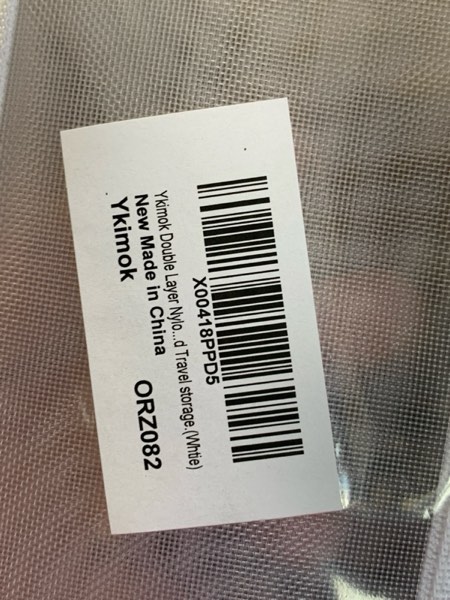 X00418PPD5
Ykimok Double Layer Nylo...d Travel storage.(Whtie)
New Made in China
Ykimok ORZ082